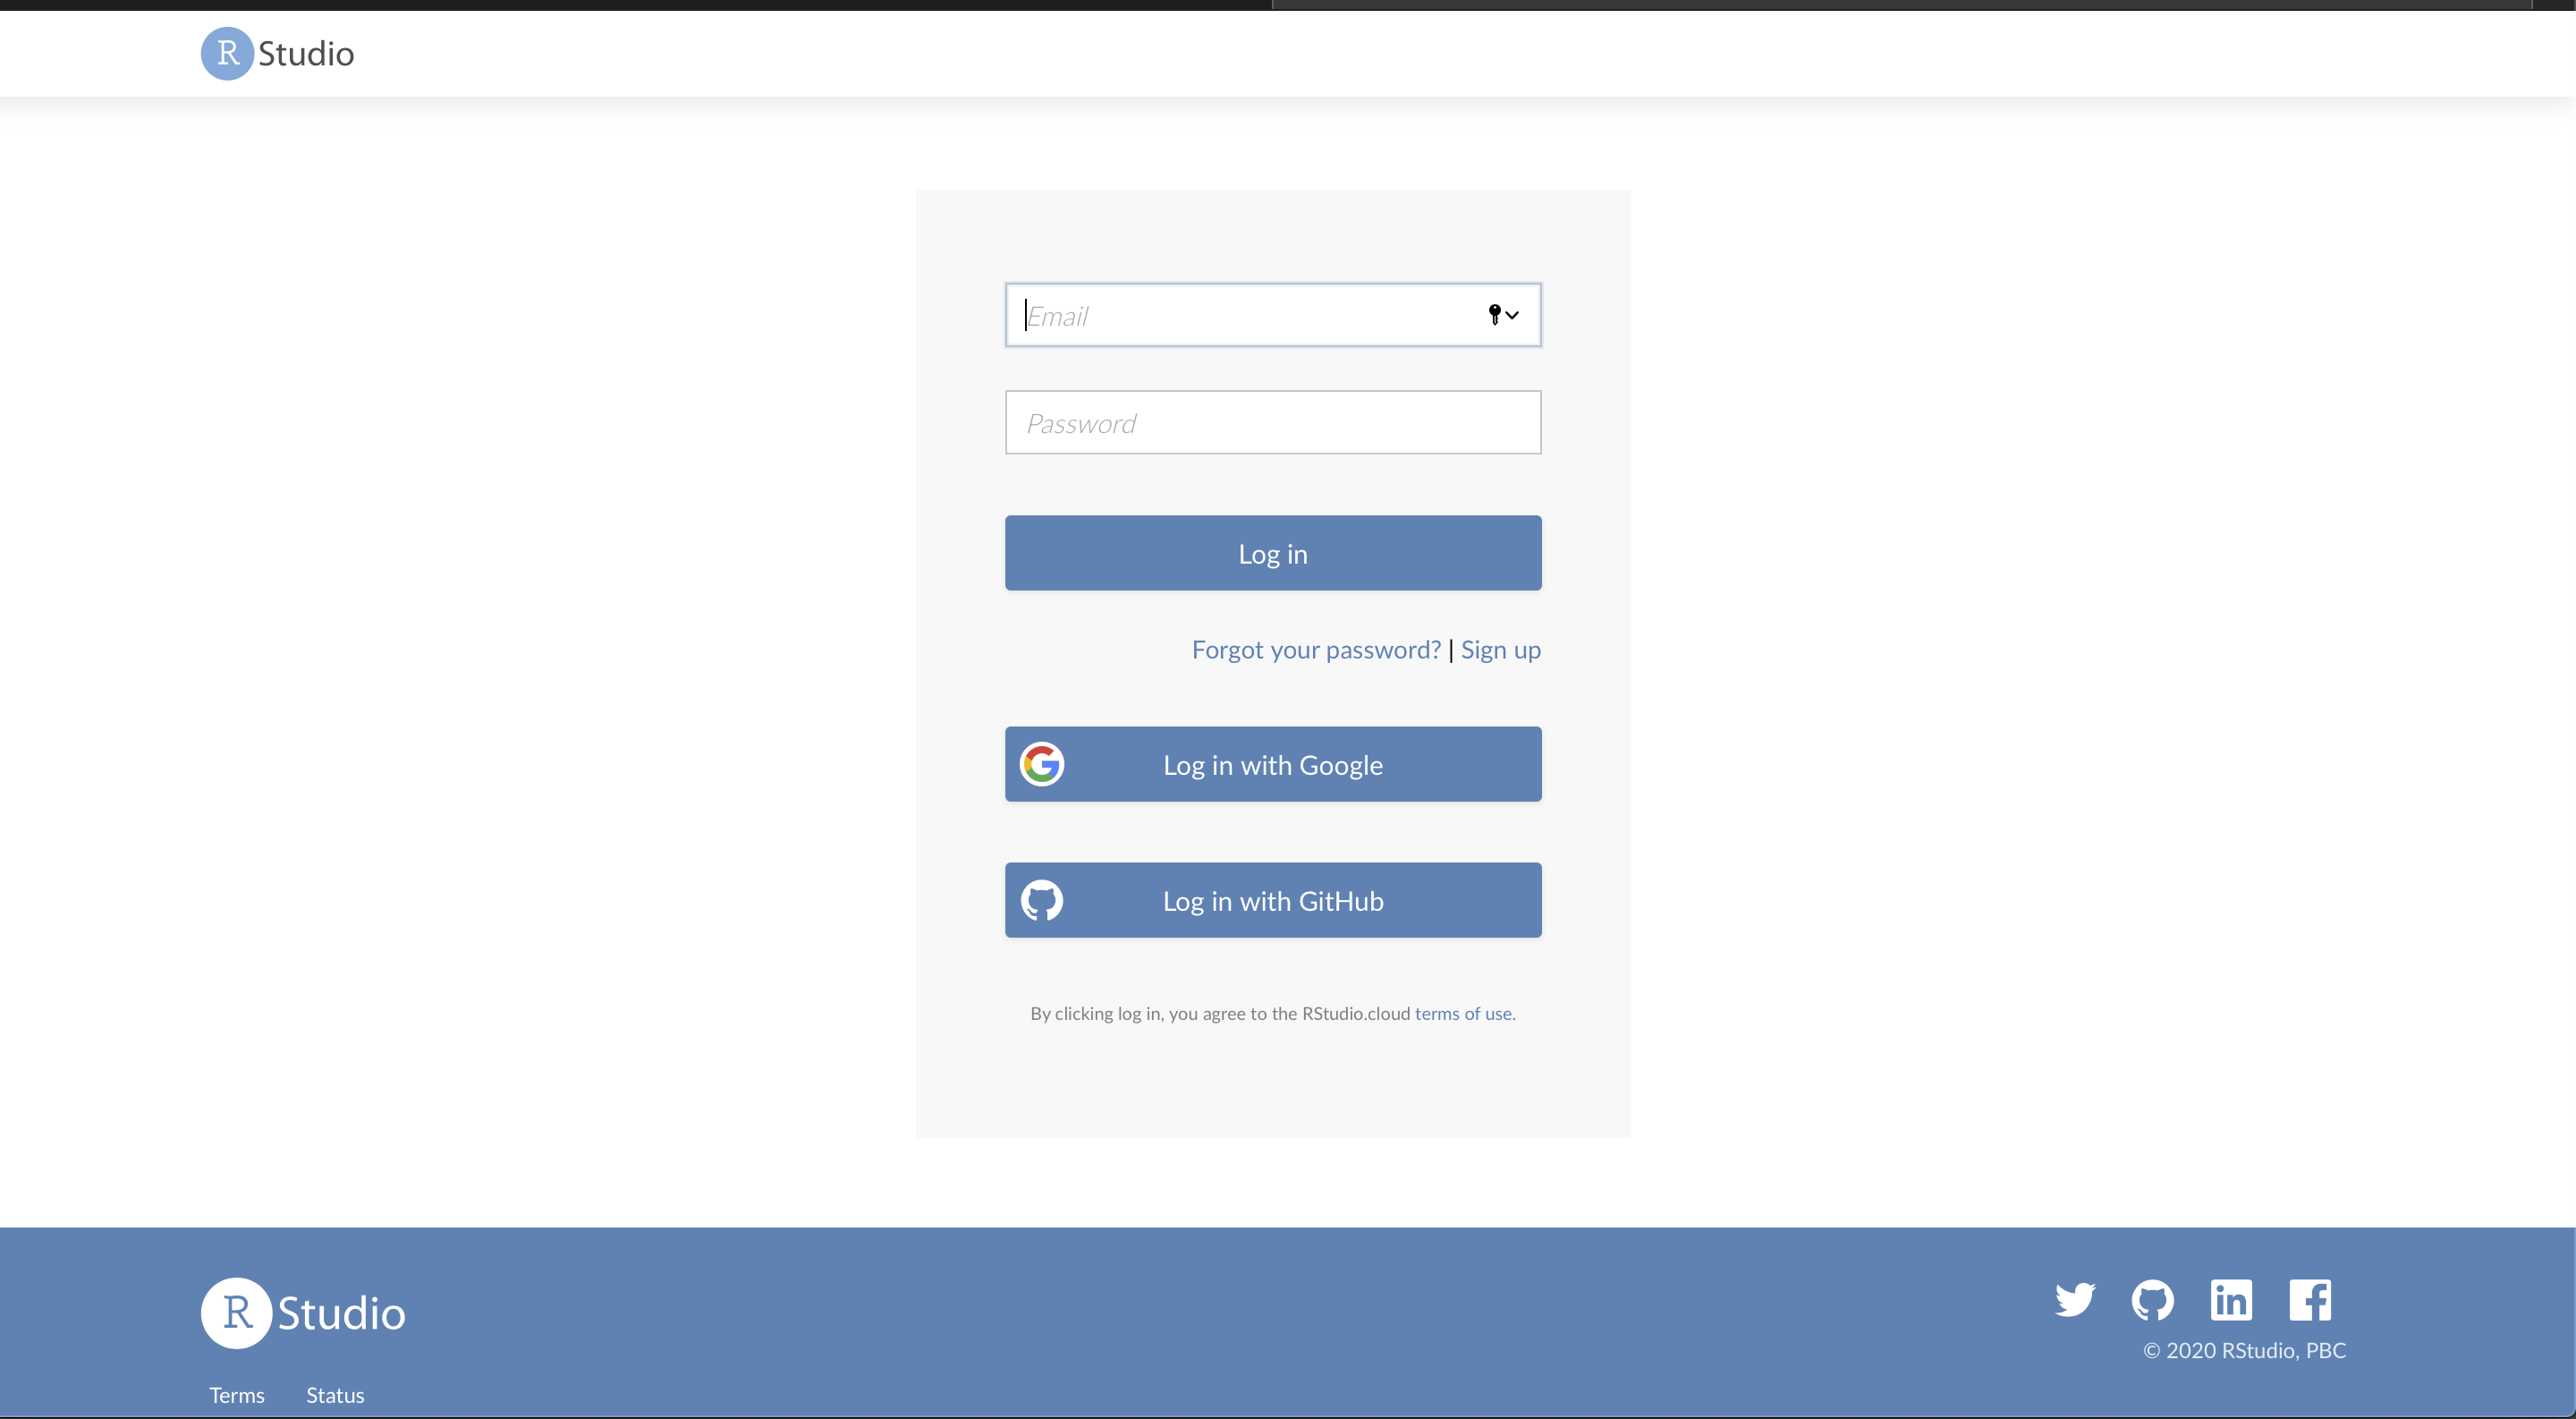 R Studio
Email
Password
Log in
Forgot your password? | Sign up
Log in with Google
Log in with GitHub
By clicking log in, you agree to the RStudio.cloud terms of use.
R Studio
© 2020 RStudio, PBC
Terms Status